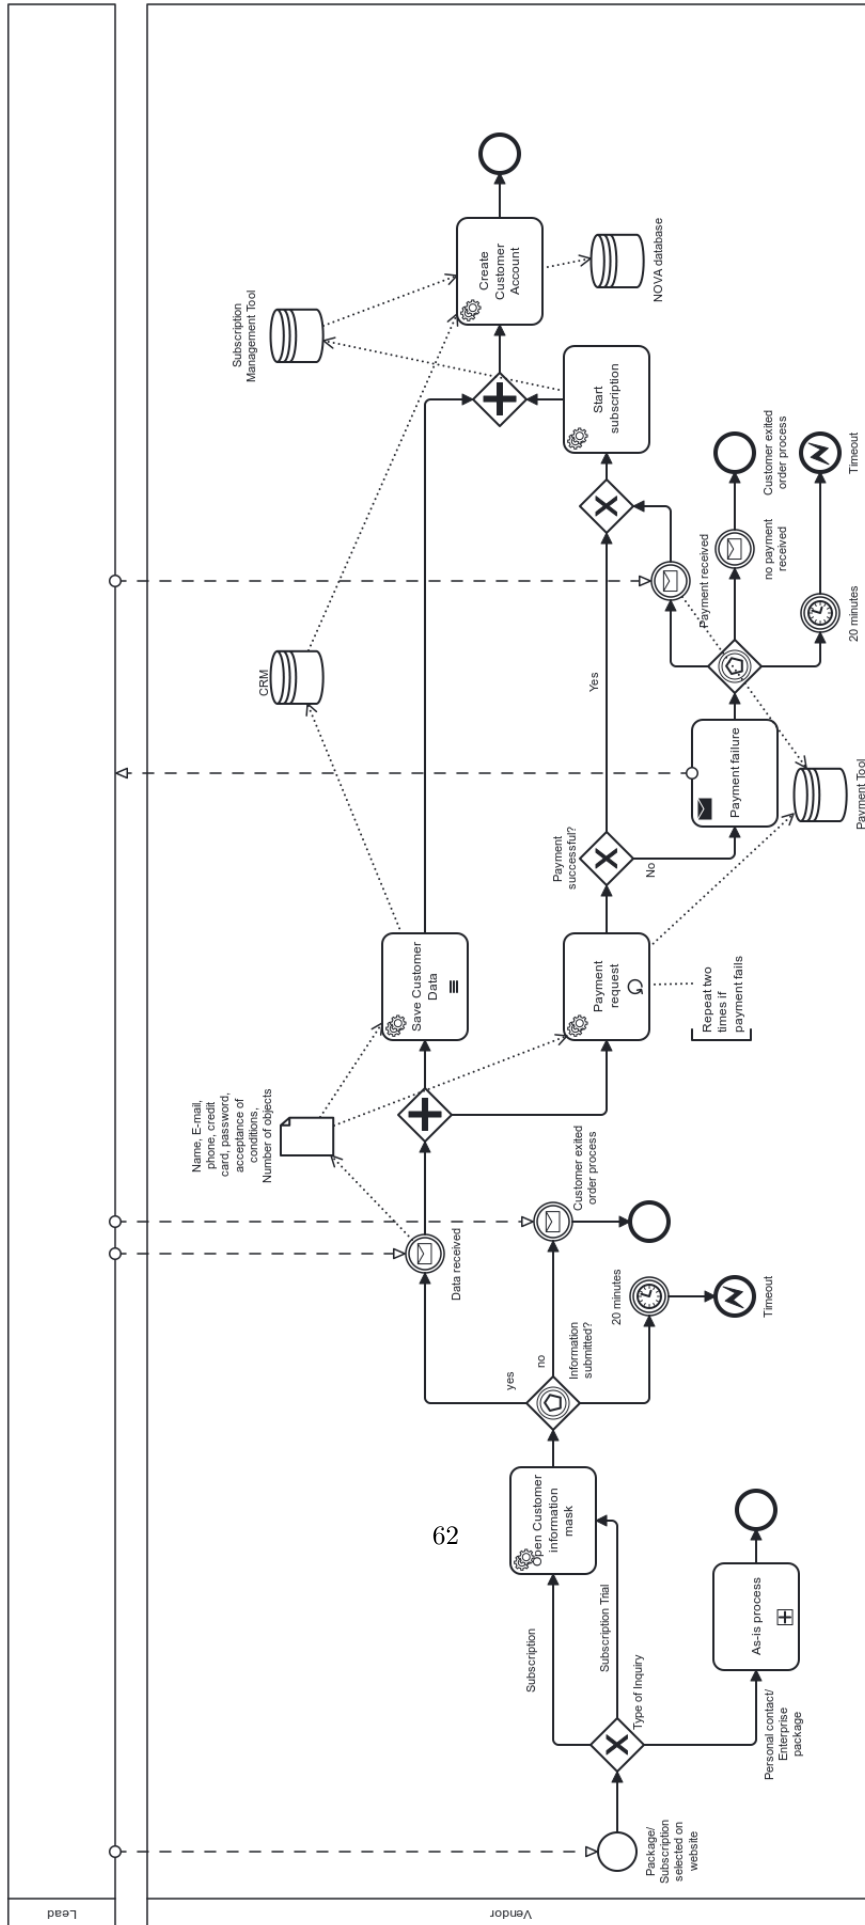 Lead
Vendor
Package/
Subscription
selected on
website
Type of Inquiry
Subscription
Subscription Trial
Personal contact/
Enterprise
package
As-is process
Open Customer
information
mask
62
Information
submitted?
yes
no
20 minutes
Timeout
Data received
Customer exited
order process
Name, E-mail,
phone, credit
card, password,
acceptance of
conditions,
Number of objects
Save Customer
Data
Payment
request
Repeat two
times if
payment fails
CRM
Payment
successful?
Yes
No
Payment failure
Payment Tool
Payment received
no payment
received
Customer exited
order process
20 minutes
Timeout
Start
subscription
Subscription
Management Tool
Create
Customer
Account
NOVA database